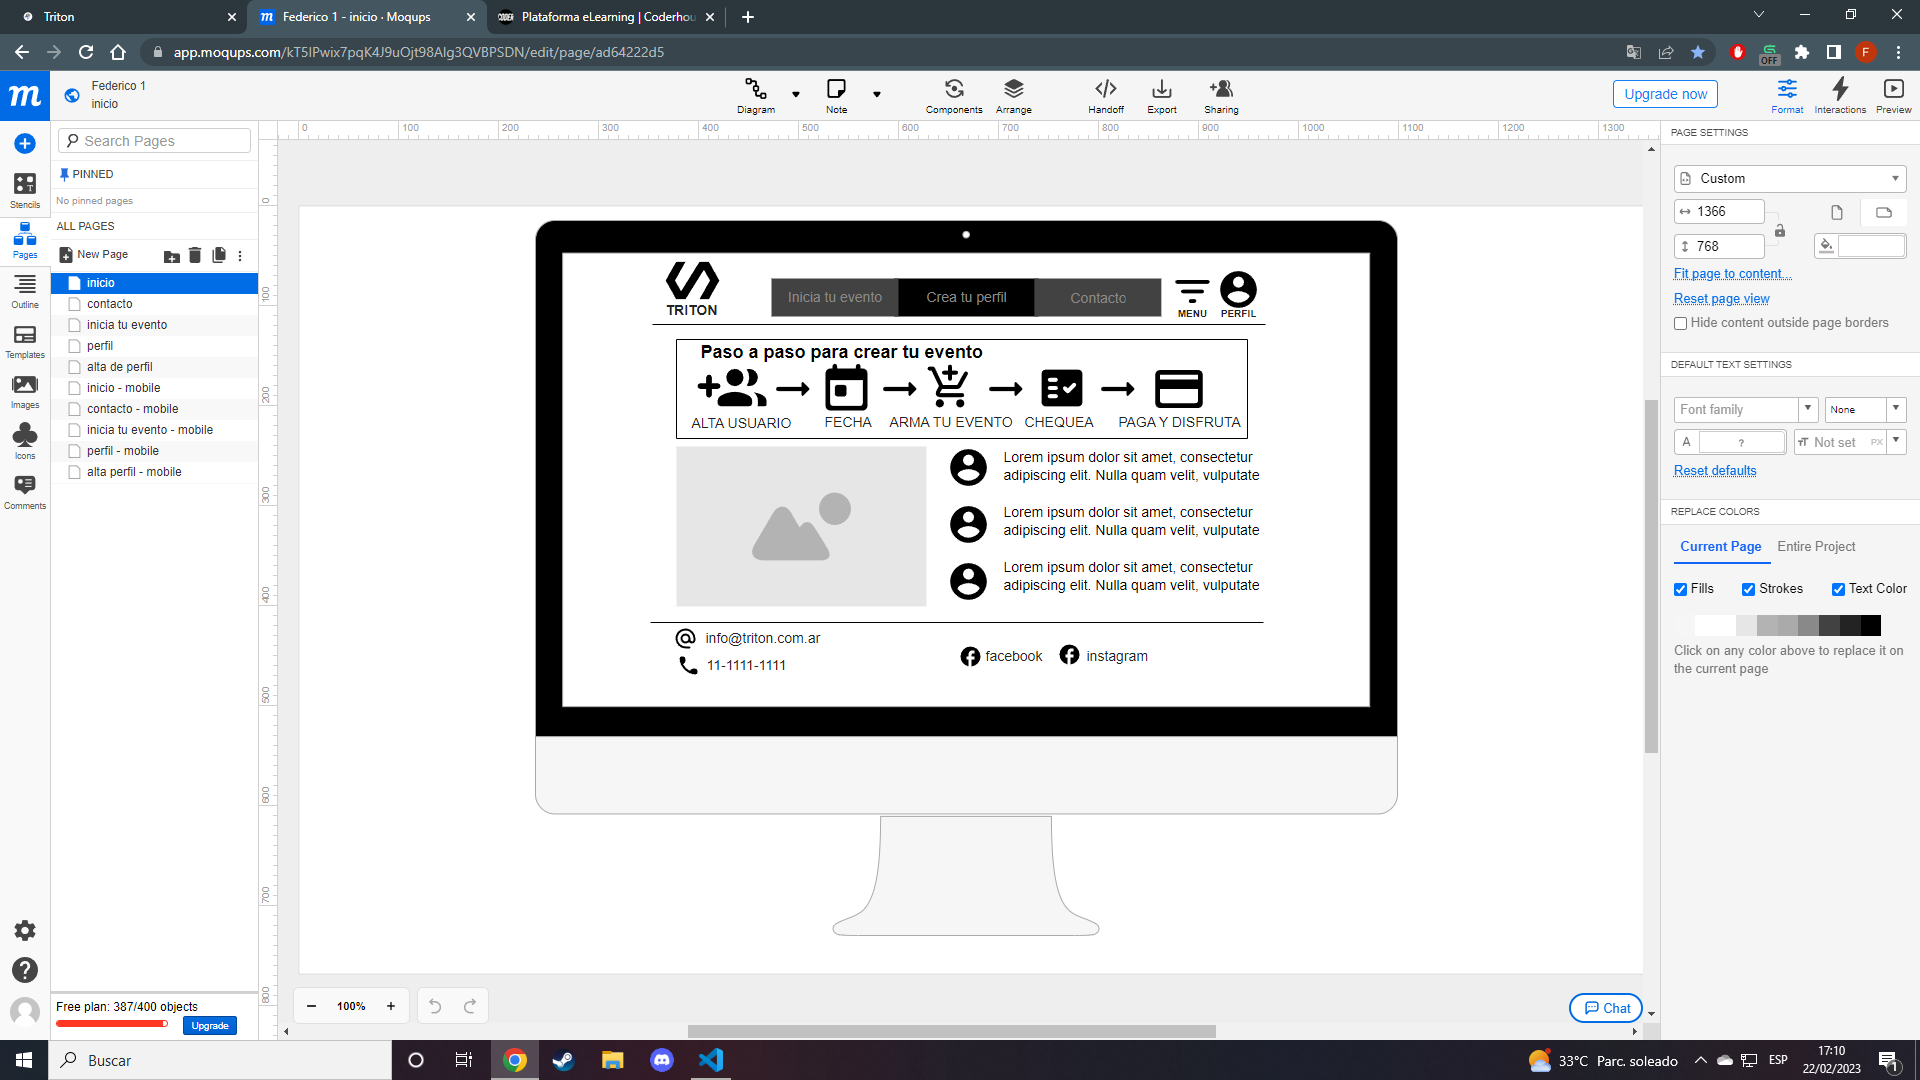 Triton
Federico 1 - inicio · Moqups
Plataforma eLearning | Coderhou
app.moqups.com/kT5IPwix7pqK4J9uOjt98Alg3QVBPSDN/edit/page/ad64222d5
OFF
F
m
Federico 1
inicio
Diagram
Note
Components
Arrange
Handoff
Export
Sharing
Upgrade now
Format
Interactions
Preview
Search Pages
PINNED
No pinned pages
ALL PAGES
New Page
inicio
contacto
inicia tu evento
perfil
alta de perfil
inicio - mobile
contacto - mobile
inicia tu evento - mobile
perfil - mobile
alta perfil - mobile
Stencils
Pages
Outline
Templates
Images
Icons
Comments
Free plan: 387/400 objects
Upgrade
0 100 200 300 400 500 600 700 800 900 1000 1100 1200 1300
0 100 200 300 400 500 600 700 800
TRITON
Inicia tu evento
Crea tu perfil
Contacto
MENU
PERFIL
Paso a paso para crear tu evento
ALTA USUARIO
FECHA
ARMA TU EVENTO
CHEQUEA
PAGA Y DISFRUTA
Lorem ipsum dolor sit amet, consectetur
adipiscing elit. Nulla quam velit, vulputate
Lorem ipsum dolor sit amet, consectetur
adipiscing elit. Nulla quam velit, vulputate
Lorem ipsum dolor sit amet, consectetur
adipiscing elit. Nulla quam velit, vulputate
info@triton.com.ar
11-1111-1111
facebook
instagram
100%
Chat
PAGE SETTINGS
Custom
1366
768
Fit page to content...
Reset page view
Hide content outside page borders
DEFAULT TEXT SETTINGS
Font family
None
A ?
Not set PX
Reset defaults
REPLACE COLORS
Current Page
Entire Project
Fills
Strokes
Text Color
Click on any color above to replace it on
the current page
Buscar
33°C Parc. soleado
ESP
17:10
22/02/2023
1